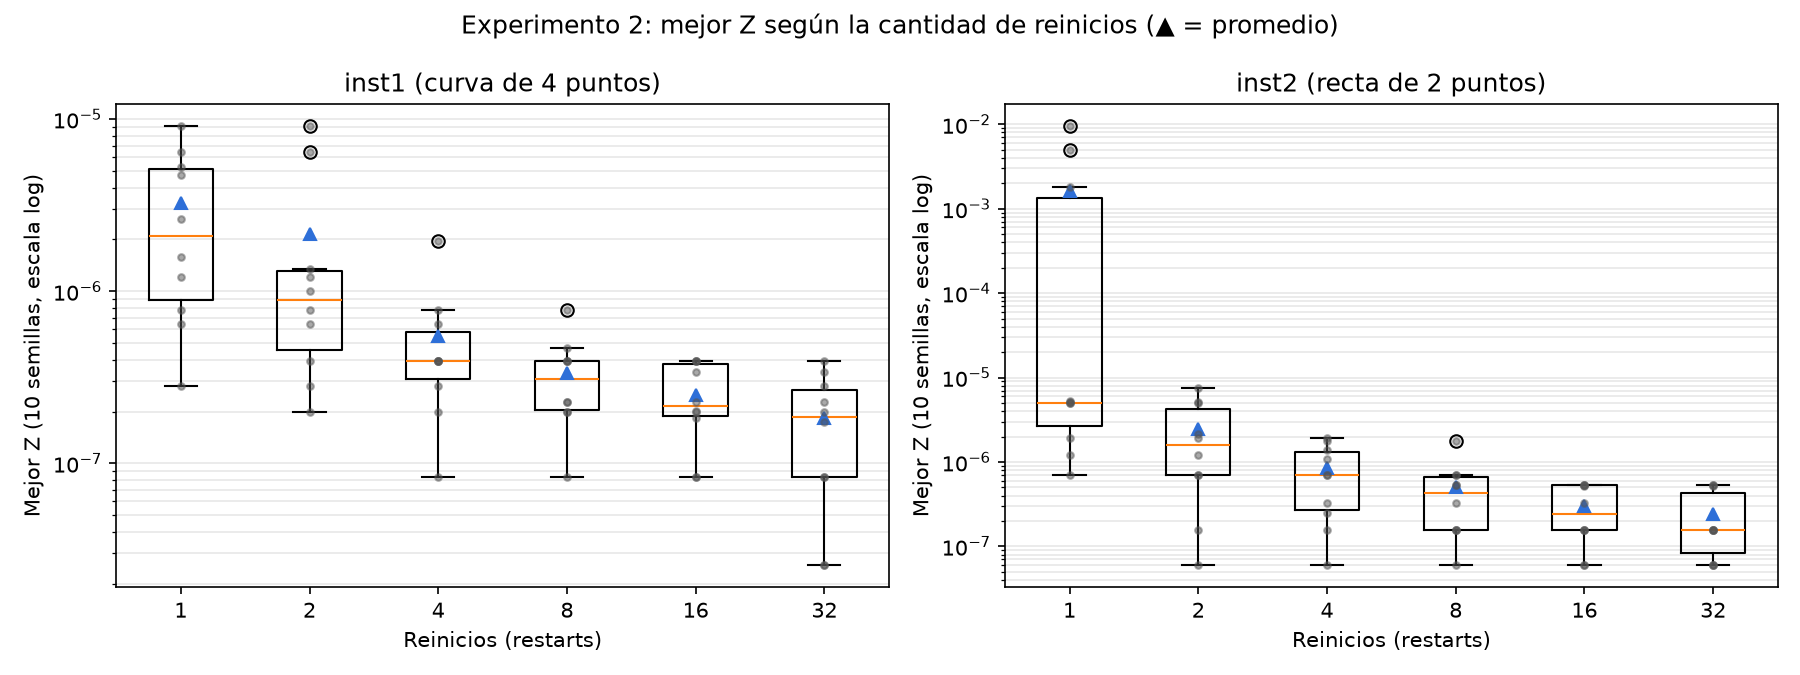 Experimento 2: mejor Z según la cantidad de reinicios (▲ = promedio)
inst1 (curva de 4 puntos)
Mejor Z (10 semillas, escala log)
10⁻⁵
10⁻⁶
10⁻⁷
1 2 4 8 16 32
Reinicios (restarts)
inst2 (recta de 2 puntos)
Mejor Z (10 semillas, escala log)
10⁻²
10⁻³
10⁻⁴
10⁻⁵
10⁻⁶
10⁻⁷
1 2 4 8 16 32
Reinicios (restarts)